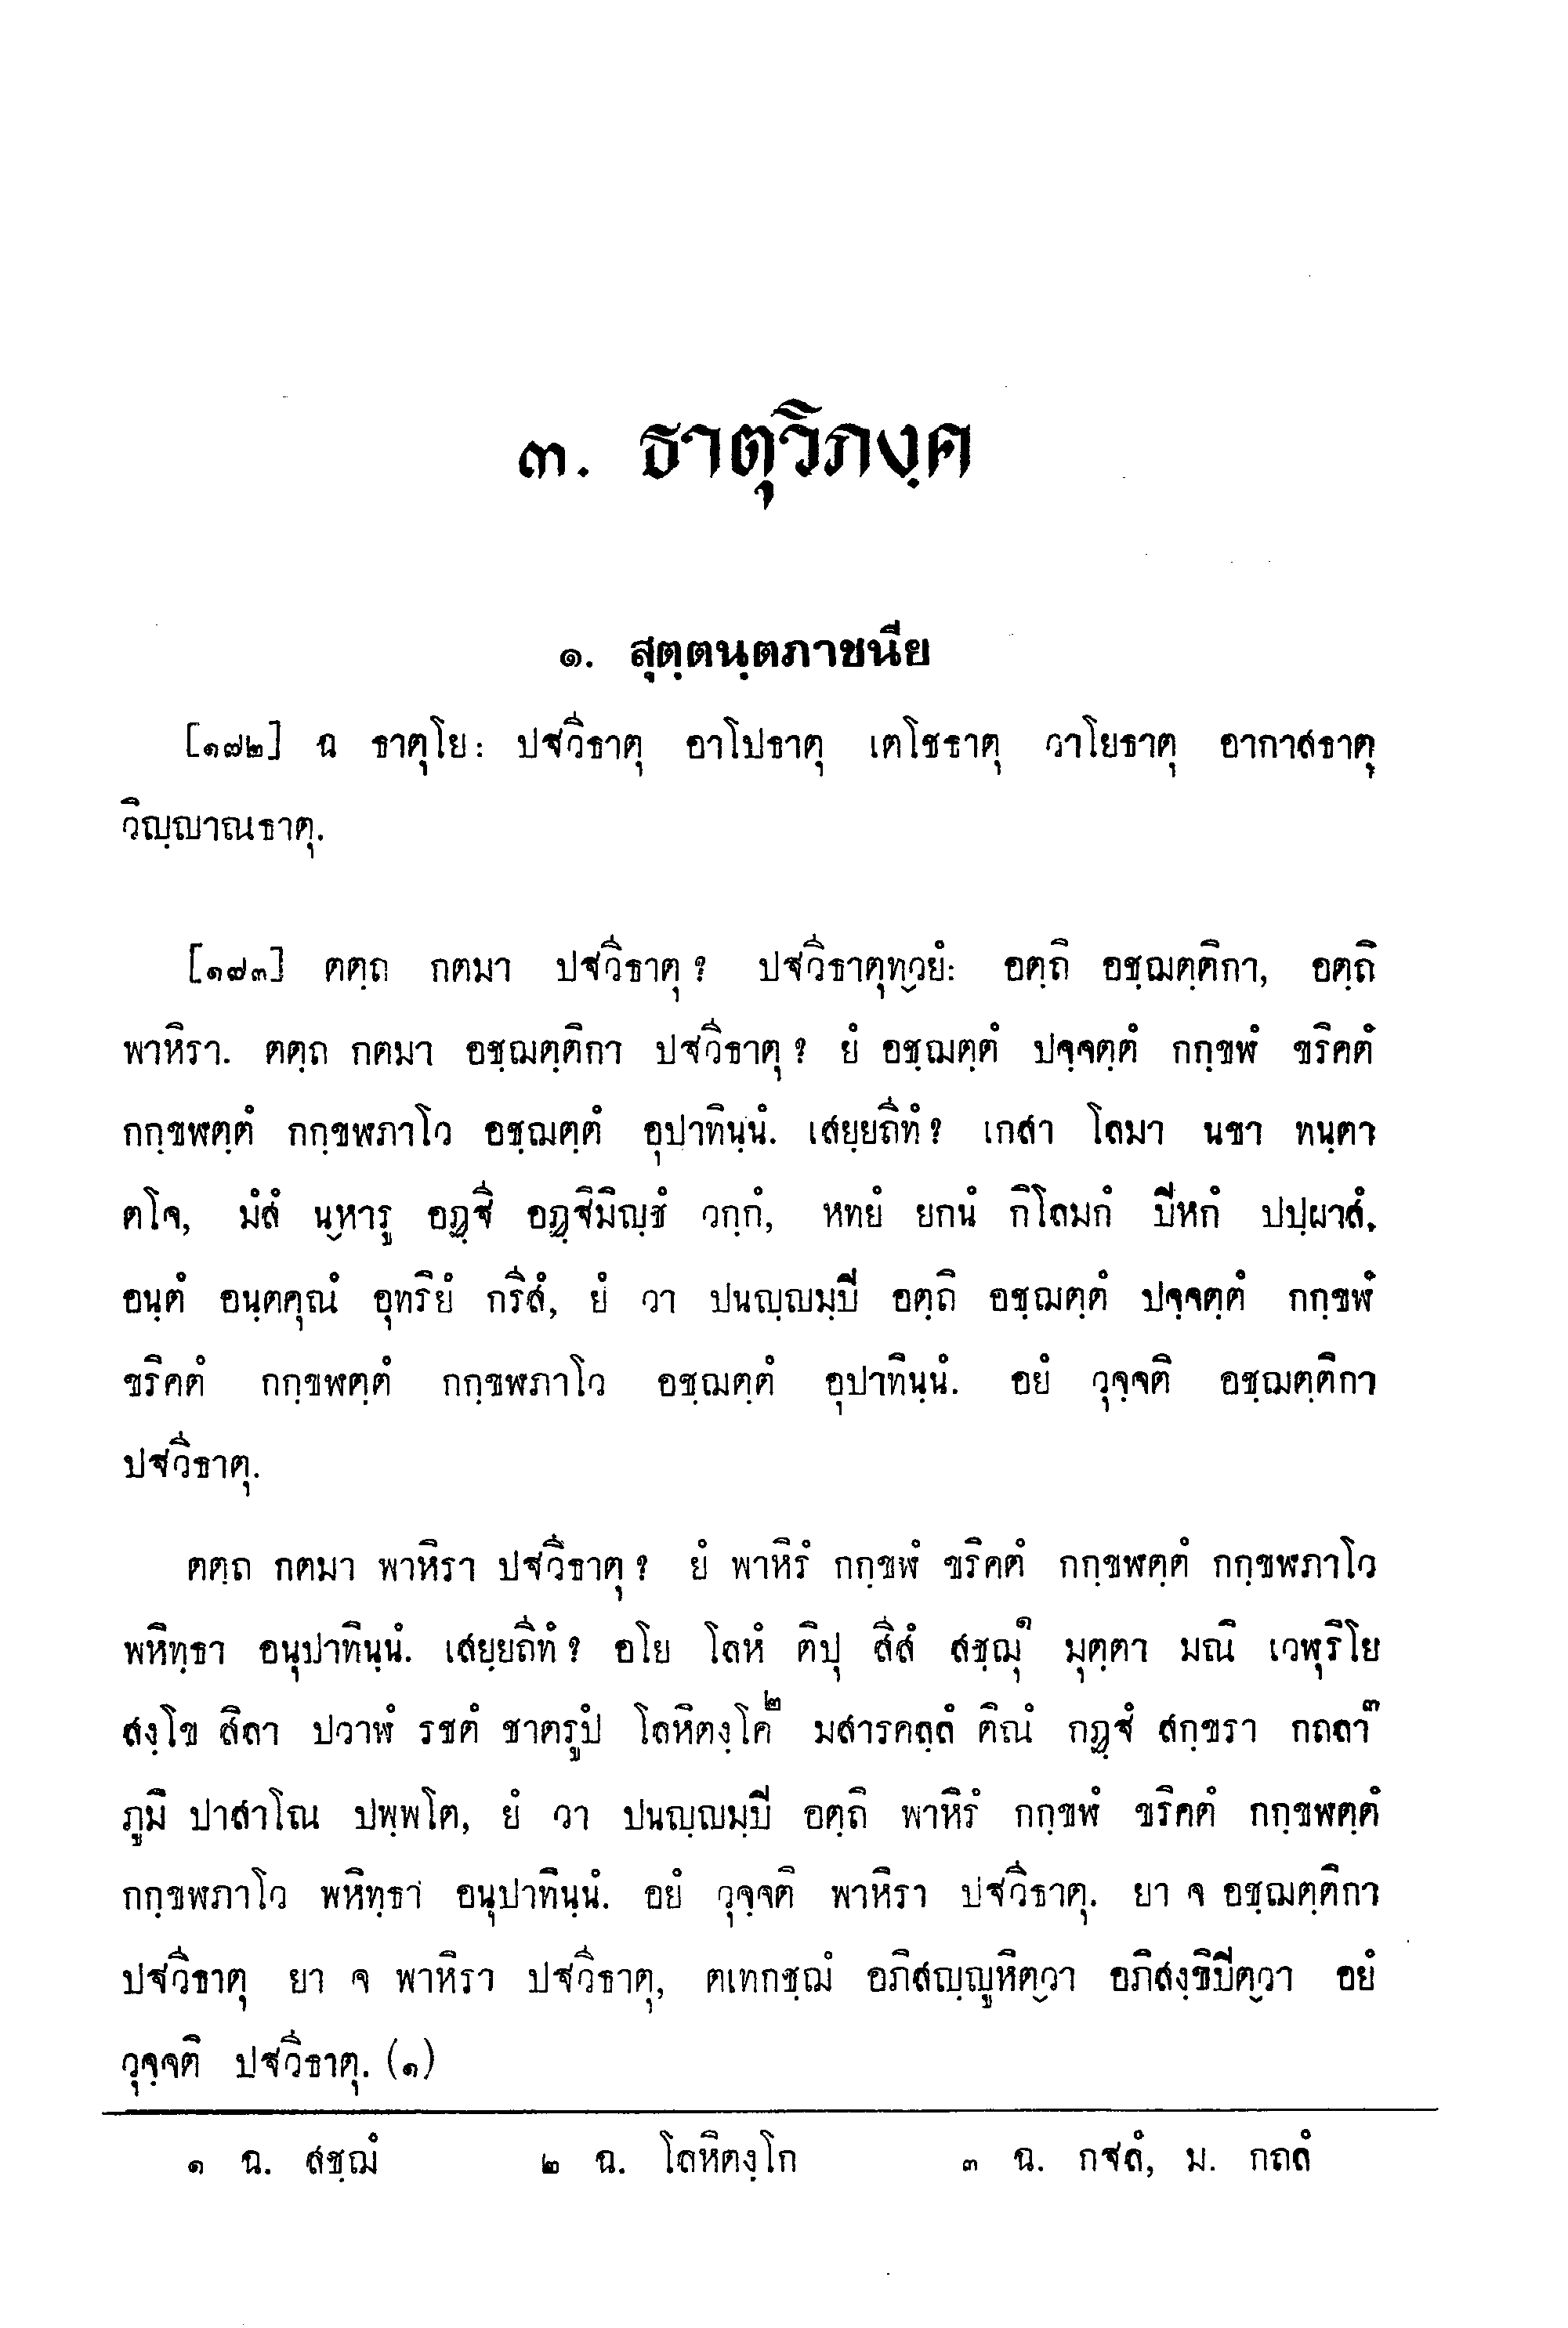 ๓. ธาตุวิภงฺค
๑. สุตฺตนฺตภาชนีย
[๑๗๒] ฉ ธาตุโย: ปฐวีธาตุ อาโปธาตุ เตโชธาตุ วาโยธาตุ อากาสธาตุ
วิญฺญาณธาตุ.
[๑๗๓] ตตฺถ กตมา ปฐวีธาตุ? ปฐวีธาตุทฺวยํ: อตฺถิ อชฺฌตฺติกา, อตฺถิ
พาหิรา. ตตฺถ กตมา อชฺฌตฺติกา ปฐวีธาตุ? ยํ อชฺฌตฺตํ ปจฺจตฺตํ กกฺขฬํ ขริคตํ
กกฺขฬตฺตํ กกฺขฬภาโว อชฺฌตฺตํ อุปาทินฺนํ. เสยฺยถีทํ? เกสา โลมา นขา ทนฺตา
ตโจ, มํสํ นฺหารู อฏฺฐี อฏฺฐิมิญฺชํ วกฺกํ, หทยํ ยกนํ กิโลมกํ ปิหกํ ปปฺผาสํ,
อนฺตํ อนฺตคุณํ อุทริยํ กรีสํ, ยํ วา ปนญฺญมฺปิ อตฺถิ อชฺฌตฺตํ ปจฺจตฺตํ กกฺขฬํ
ขริคตํ กกฺขฬตฺตํ กกฺขฬภาโว อชฺฌตฺตํ อุปาทินฺนํ. อยํ วุจฺจติ อชฺฌตฺติกา
ปฐวีธาตุ.
ตตฺถ กตมา พาหิรา ปฐวีธาตุ? ยํ พาหิรํ กกฺขฬํ ขริคตํ กกฺขฬตฺตํ กกฺขฬภาโว
พหิทฺธา อนุปาทินฺนํ. เสยฺยถีทํ? อโย โลหํ ติปุ สีสํ สชฺฌุ๑ มุตฺตา มณิ เวฬุริโย
สงฺโข สิลา ปวาฬํ รชตํ ชาตรูปํ โลหิตงฺโค๒ มสารคลฺลํ ติณํ กฏฺฐํ สกฺขรา กถลา๓
ภูมิ ปาสาโณ ปพฺพโต, ยํ วา ปนญฺญมฺปิ อตฺถิ พาหิรํ กกฺขฬํ ขริคตํ กกฺขฬตฺตํ
กกฺขฬภาโว พหิทฺธา อนุปาทินฺนํ. อยํ วุจฺจติ พาหิรา ปฐวีธาตุ. ยา จ อชฺฌตฺติกา
ปฐวีธาตุ ยา จ พาหิรา ปฐวีธาตุ, ตเทกชฺฌํ อภิสญฺญูหิตฺวา อภิสงฺขิปิตฺวา อยํ
วุจฺจติ ปฐวีธาตุ. (๑)
๑ ฉ. สชฺฌํ ๒ ฉ. โลหิตงฺโก ๓ ฉ. กฐลํ, ม. กถลํ